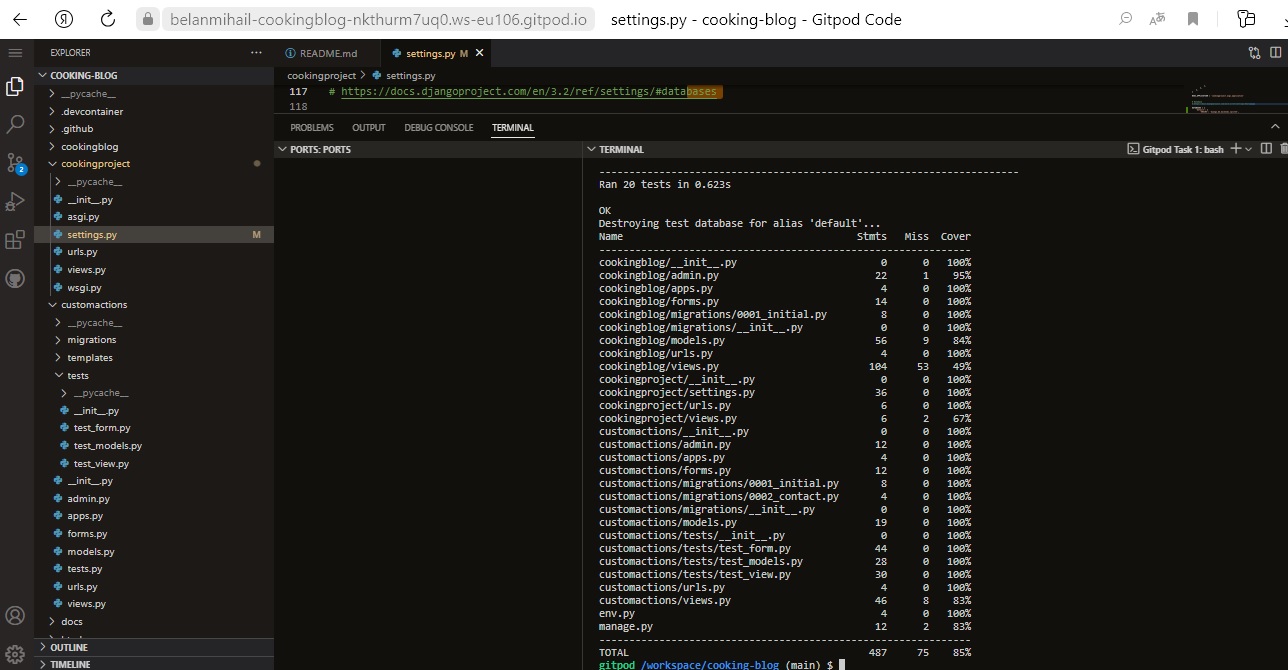 belanmihail-cookingblog-nkthurm7uq0.ws-eu106.gitpod.io settings.py - cooking-blog - Gitpod Code
EXPLORER ...
README.md
settings.py M
COOKING-BLOG
__pycache__
.devcontainer
.github
cookingblog
cookingproject
__pycache__
__init__.py
asgi.py
settings.py M
urls.py
views.py
wsgi.py
customactions
__pycache__
migrations
templates
tests
__pycache__
__init__.py
test_form.py
test_models.py
test_view.py
__init__.py
admin.py
apps.py
forms.py
models.py
tests.py
urls.py
views.py
docs
OUTLINE
TIMELINE
2
cookingproject > settings.py
117 # https://docs.djangoproject.com/en/3.2/ref/settings/#databases
118
PROBLEMS OUTPUT DEBUG CONSOLE TERMINAL
PORTS: PORTS
TERMINAL
Gitpod Task 1: bash
----------------------------------------------------------------------
Ran 20 tests in 0.623s
OK
Destroying test database for alias 'default'...
Name Stmts Miss Cover
--------------------------------------------------------------
cookingblog/__init__.py 0 0 100%
cookingblog/admin.py 22 1 95%
cookingblog/apps.py 4 0 100%
cookingblog/forms.py 14 0 100%
cookingblog/migrations/0001_initial.py 8 0 100%
cookingblog/migrations/__init__.py 0 0 100%
cookingblog/models.py 56 9 84%
cookingblog/urls.py 4 0 100%
cookingblog/views.py 104 53 49%
cookingproject/__init__.py 0 0 100%
cookingproject/settings.py 36 0 100%
cookingproject/urls.py 6 0 100%
cookingproject/views.py 6 2 67%
customactions/__init__.py 0 0 100%
customactions/admin.py 12 0 100%
customactions/apps.py 4 0 100%
customactions/forms.py 12 0 100%
customactions/migrations/0001_initial.py 8 0 100%
customactions/migrations/0002_contact.py 4 0 100%
customactions/migrations/__init__.py 0 0 100%
customactions/models.py 19 0 100%
customactions/tests/__init__.py 0 0 100%
customactions/tests/test_form.py 44 0 100%
customactions/tests/test_models.py 28 0 100%
customactions/tests/test_view.py 30 0 100%
customactions/urls.py 4 0 100%
customactions/views.py 46 8 83%
env.py 4 0 100%
manage.py 12 2 83%
--------------------------------------------------------------
TOTAL 487 75 85%
gitpod /workspace/cooking-blog (main) $